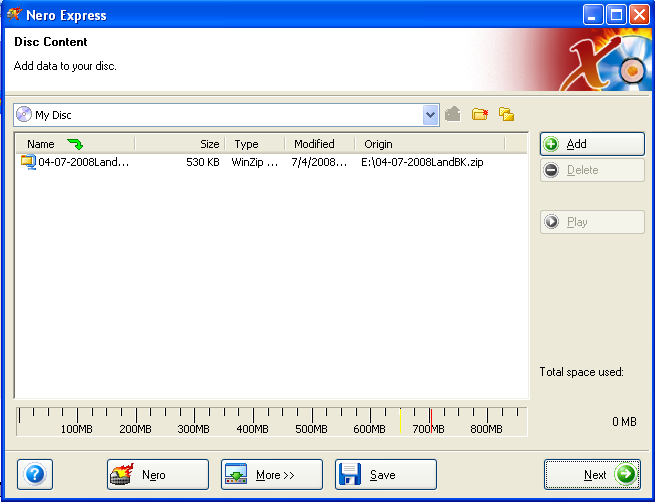 Nero Express
Disc Content
Add data to your disc.
My Disc
Name Size Type Modified Origin
04-07-2008Land... 530 KB WinZip ... 7/4/2008... E:\04-07-2008LandBK.zip
Add
Delete
Play
Total space used:
0 MB
100MB 200MB 300MB 400MB 500MB 600MB 700MB 800MB
? Nero More >> Save Next